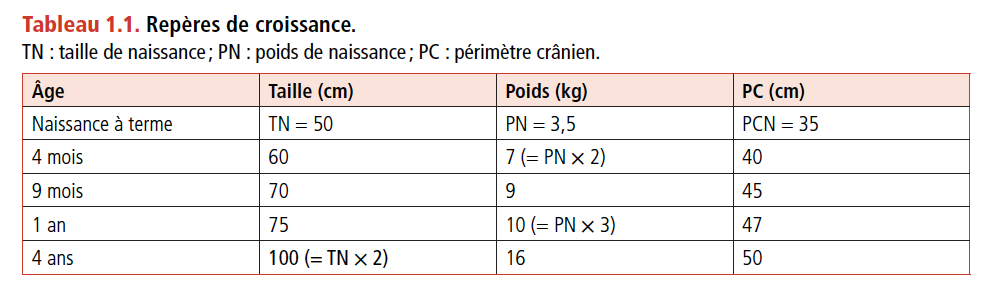 Tableau 1.1. Repères de croissance.
TN : taille de naissance ; PN : poids de naissance ; PC : périmètre crânien.
Âge Taille (cm) Poids (kg) PC (cm)
Naissance à terme TN = 50 PN = 3,5 PCN = 35
4 mois 60 7 (= PN × 2) 40
9 mois 70 9 45
1 an 75 10 (= PN × 3) 47
4 ans 100 (= TN × 2) 16 50